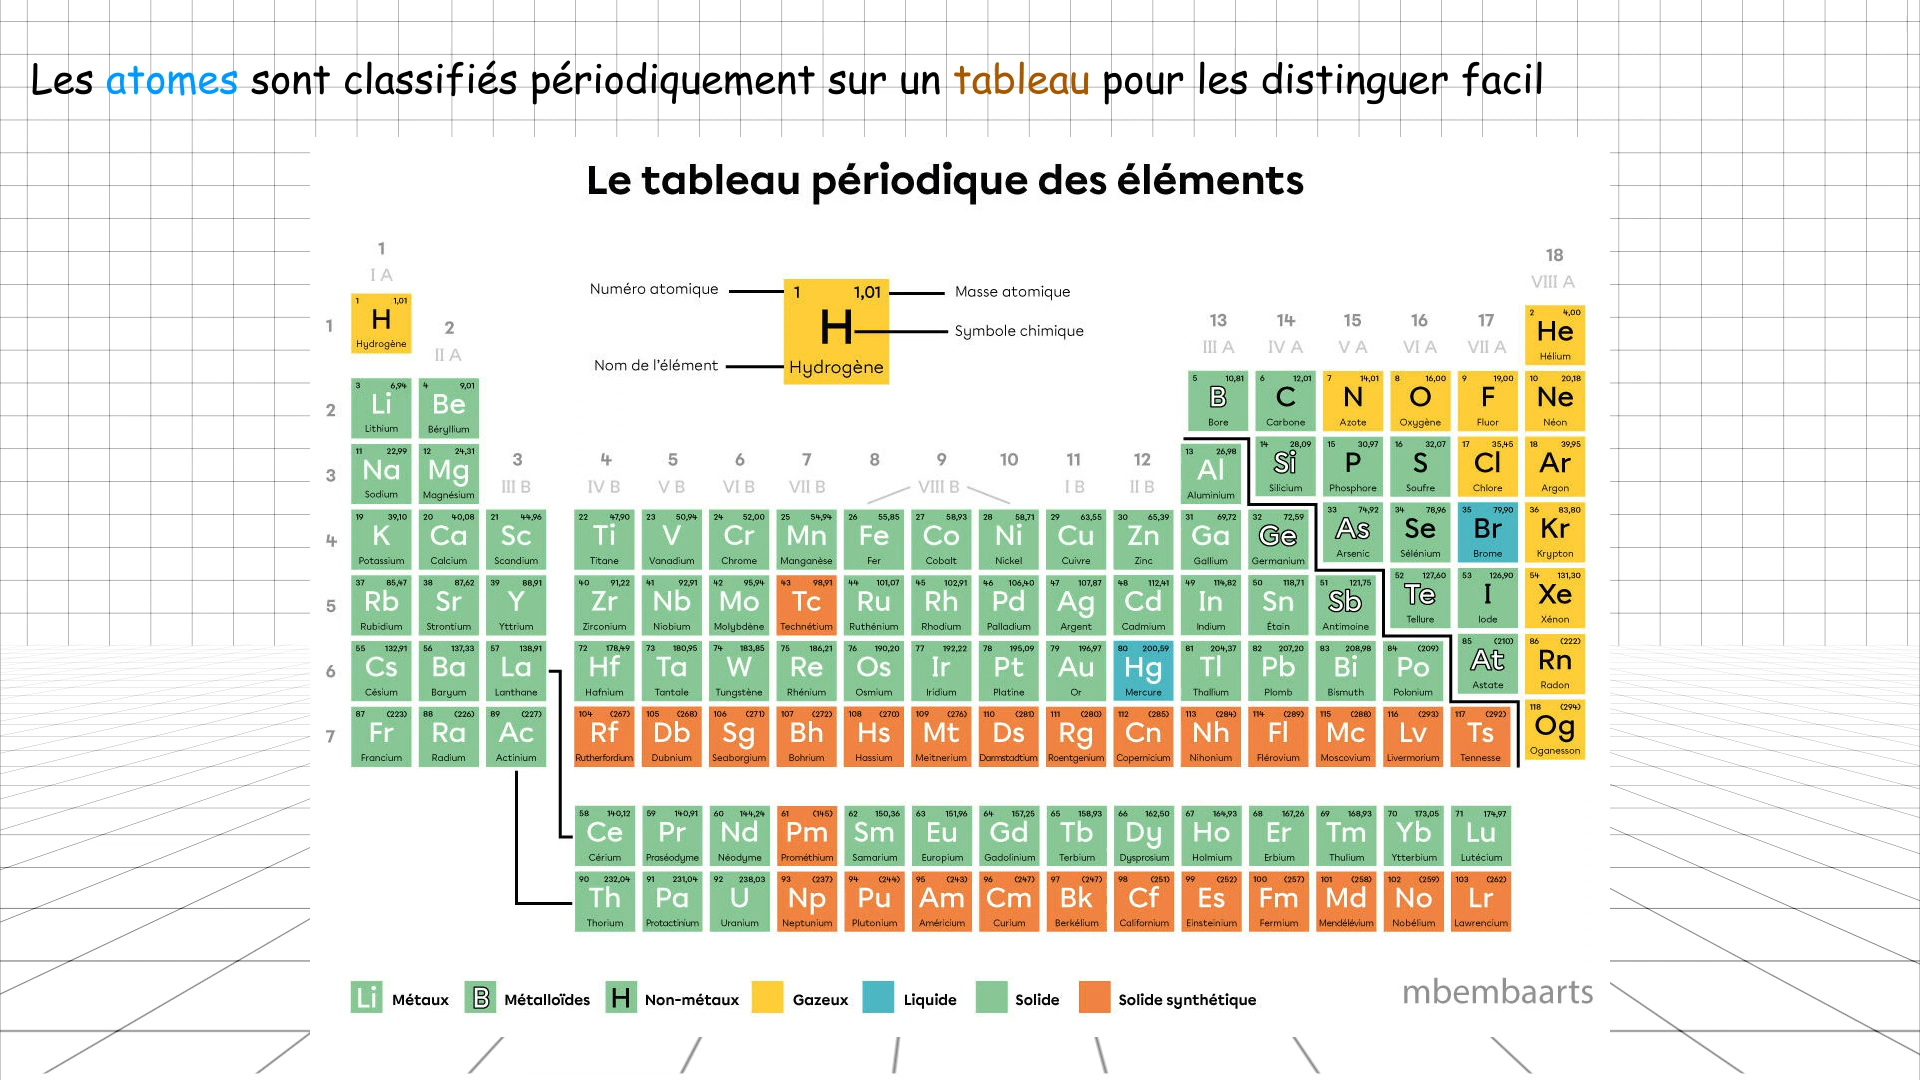 Les atomes sont classifiés périodiquement sur un tableau pour les distinguer facil
Le tableau périodique des éléments
1
I A
18
VIII A
Numéro atomique
1 1,01
H
Hydrogène
Masse atomique
Symbole chimique
Nom de l'élément
2
II A
13 14 15 16 17
III A IV A V A VI A VII A
1
1 1,01
H
Hydrogène
2 4,00
He
Hélium
2
3 6,94 4 9,01 5 10,81 6 12,01 7 14,01 8 16,00 9 19,00 10 20,18
Li Be B C N O F Ne
Lithium Béryllium Bore Carbone Azote Oxygène Fluor Néon
3 4 5 6 7 8 9 10 11 12
III B IV B V B VI B VII B VIII B I B II B
3
11 22,99 12 24,31 13 26,98 14 28,09 15 30,97 16 32,07 17 35,45 18 39,95
Na Mg Al Si P S Cl Ar
Sodium Magnésium Aluminium Silicium Phosphore Soufre Chlore Argon
4
19 39,10 20 40,08 21 44,96 22 47,90 23 50,94 24 52,00 25 54,94 26 55,85 27 58,93 28 58,71 29 63,55 30 65,39 31 69,72 32 72,59 33 74,92 34 78,96 35 79,90 36 83,80
K Ca Sc Ti V Cr Mn Fe Co Ni Cu Zn Ga Ge As Se Br Kr
Potassium Calcium Scandium Titane Vanadium Chrome Manganèse Fer Cobalt Nickel Cuivre Zinc Gallium Germanium Arsenic Sélénium Brome Krypton
5
37 85,47 38 87,62 39 88,91 40 91,22 41 92,91 42 95,94 43 98,91 44 101,07 45 102,91 46 106,40 47 107,87 48 112,41 49 114,82 50 118,71 51 121,75 52 127,60 53 126,90 54 131,30
Rb Sr Y Zr Nb Mo Tc Ru Rh Pd Ag Cd In Sn Sb Te I Xe
Rubidium Strontium Yttrium Zirconium Niobium Molybdène Technétium Ruthénium Rhodium Palladium Argent Cadmium Indium Étain Antimoine Tellure Iode Xénon
6
55 132,91 56 137,33 57 138,91 72 178,49 73 180,95 74 183,85 75 186,21 76 190,20 77 192,22 78 195,09 79 196,97 80 200,59 81 204,37 82 207,20 83 208,98 84 (209) 85 (210) 86 (222)
Cs Ba La Hf Ta W Re Os Ir Pt Au Hg Tl Pb Bi Po At Rn
Césium Baryum Lanthane Hafnium Tantale Tungstène Rhénium Osmium Iridium Platine Or Mercure Thallium Plomb Bismuth Polonium Astate Radon
7
87 (223) 88 (226) 89 (227) 104 (267) 105 (268) 106 (271) 107 (272) 108 (270) 109 (276) 110 (281) 111 (280) 112 (285) 113 (284) 114 (289) 115 (288) 116 (293) 117 (292) 118 (294)
Fr Ra Ac Rf Db Sg Bh Hs Mt Ds Rg Cn Nh Fl Mc Lv Ts Og
Francium Radium Actinium Rutherfordium Dubnium Seaborgium Bohrium Hassium Meitnerium Darmstadtium Roentgenium Copernicium Nihonium Flérovium Moscovium Livermorium Tennesse Oganesson
58 140,12 59 140,91 60 144,24 61 (145) 62 150,36 63 151,96 64 157,25 65 158,93 66 162,50 67 164,93 68 167,26 69 168,93 70 173,05 71 174,97
Ce Pr Nd Pm Sm Eu Gd Tb Dy Ho Er Tm Yb Lu
Cérium Praséodyme Néodyme Prométhium Samarium Europium Gadolinium Terbium Dysprosium Holmium Erbium Thulium Ytterbium Lutécium
90 232,04 91 231,04 92 238,03 93 (237) 94 (244) 95 (243) 96 (247) 97 (247) 98 (251) 99 (252) 100 (257) 101 (258) 102 (259) 103 (262)
Th Pa U Np Pu Am Cm Bk Cf Es Fm Md No Lr
Thorium Protactinium Uranium Neptunium Plutonium Américium Curium Berkélium Californium Einsteinium Fermium Mendélévium Nobélium Lawrencium
Li Métaux B Métalloïdes H Non-métaux Gazeux Liquide Solide Solide synthétique
mbembaarts